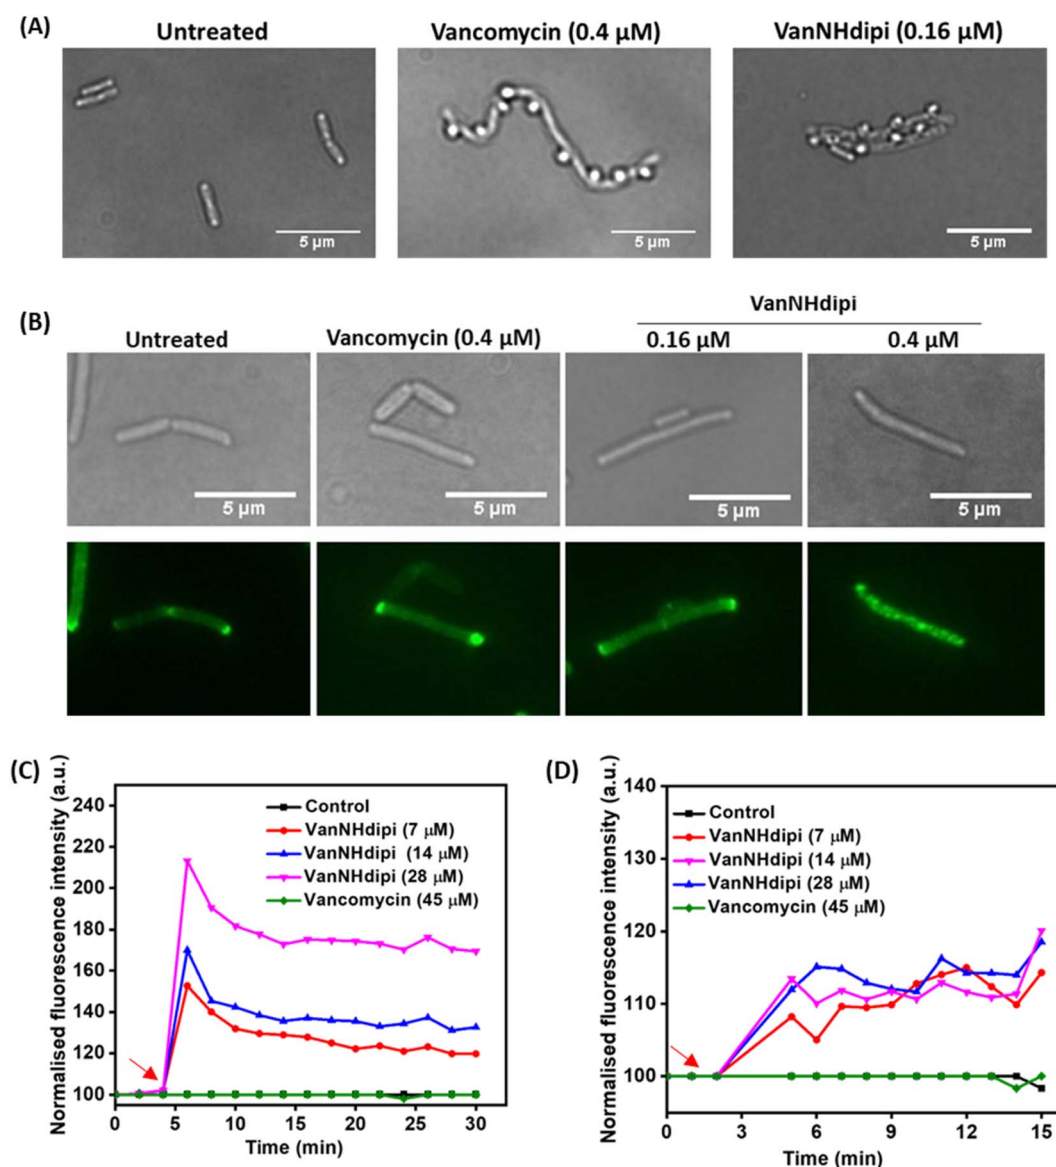 (A)
Untreated
Vancomycin (0.4 µM)
VanNHdipi (0.16 µM)
5 µm
5 µm
5 µm
(B)
VanNHdipi
Untreated
Vancomycin (0.4 µM)
0.16 µM
0.4 µM
5 µm
5 µm
5 µm
5 µm
(C)
Normalised fluorescence intensity (a.u.)
240
220
200
180
160
140
120
100
Control
VanNHdipi (7 µM)
VanNHdipi (14 µM)
VanNHdipi (28 µM)
Vancomycin (45 µM)
0 5 10 15 20 25 30
Time (min)
(D)
Normalised fluorescence intensity (a.u.)
140
130
120
110
100
Control
VanNHdipi (7 µM)
VanNHdipi (14 µM)
VanNHdipi (28 µM)
Vancomycin (45 µM)
0 3 6 9 12 15
Time (min)